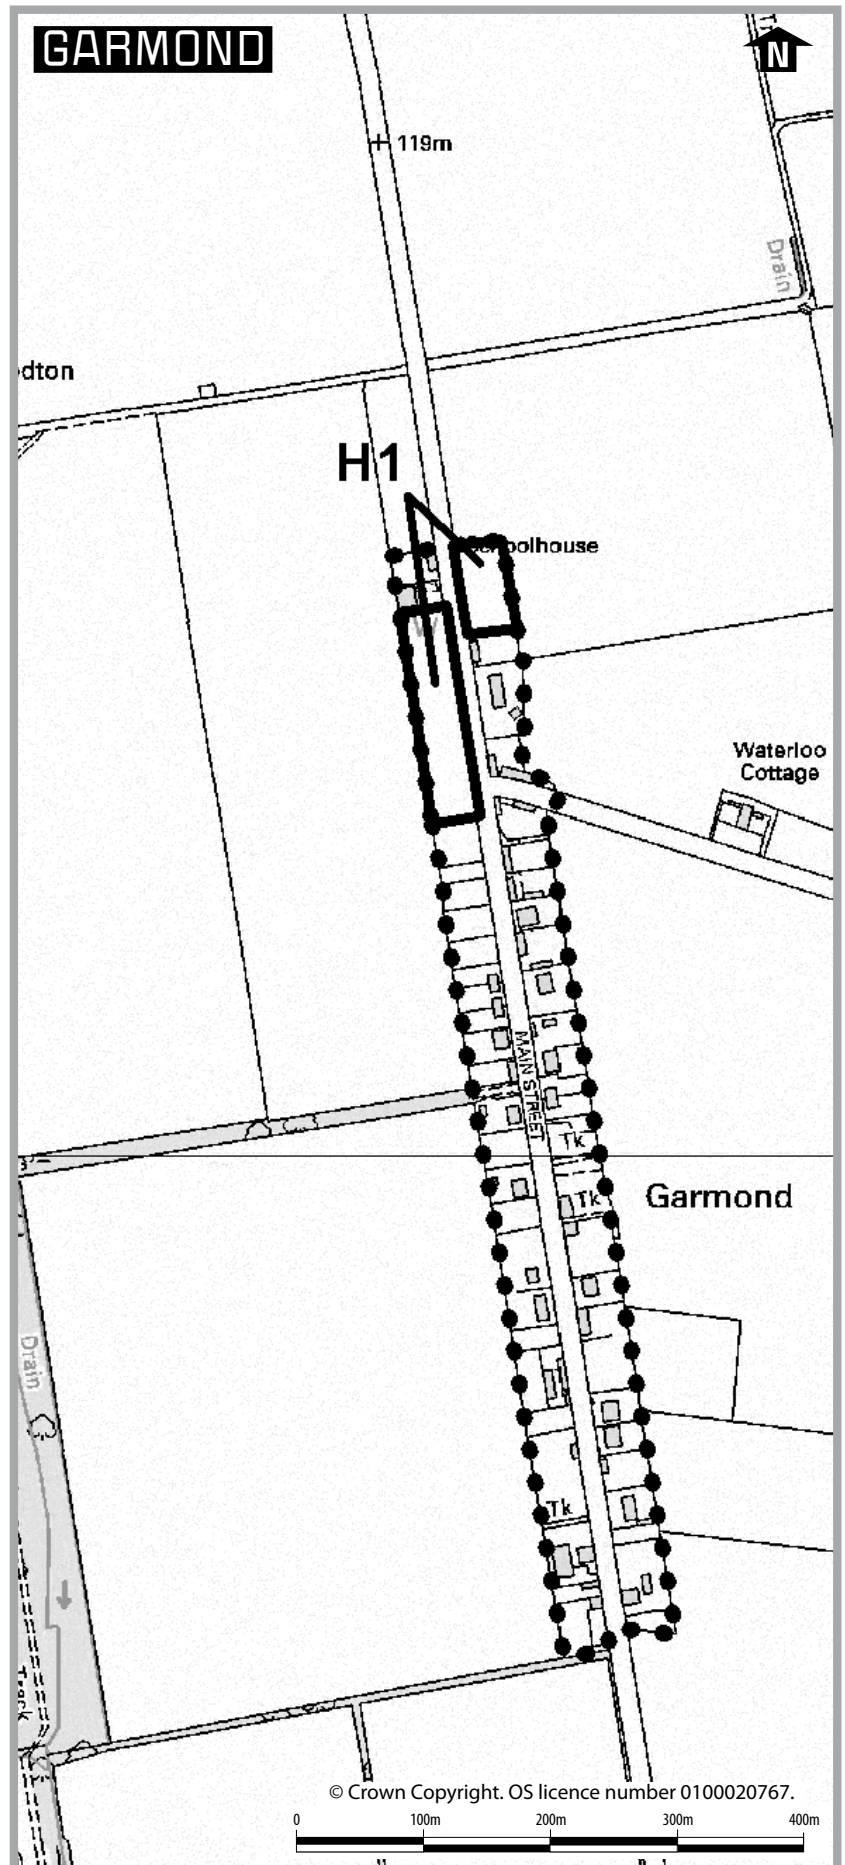 GARMOND
N
119m
Drain
dton
H1
Schoolhouse
W
Waterloo
Cottage
MAIN STREET
Tk
Tk
Garmond
Drain
Tk
Track
© Crown Copyright. OS licence number 0100020767.
0 100m 200m 300m 400m